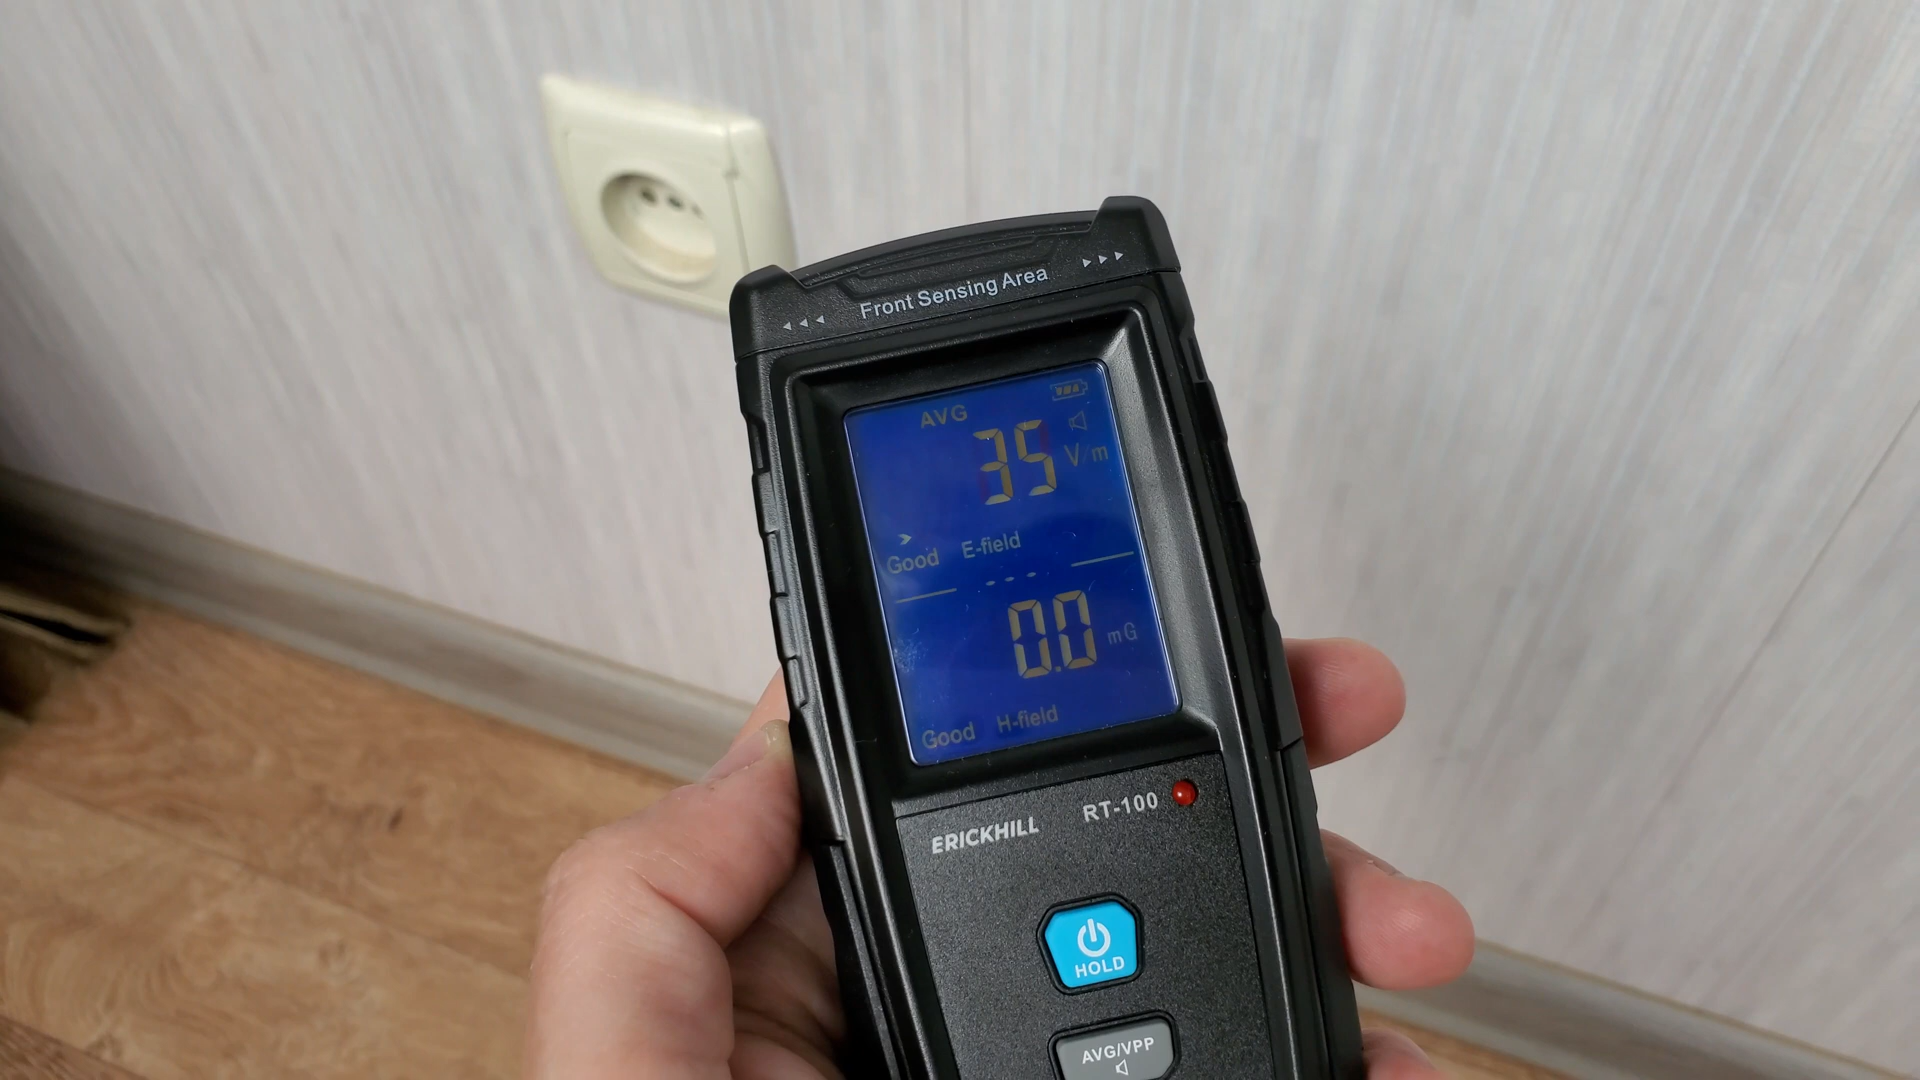 ◄ ◄ ◄ Front Sensing Area ► ► ►
AVG
35 V/m
Good E-field
0.0 mG
Good H-field
ERICKHILL RT-100
HOLD
AVG/VPP